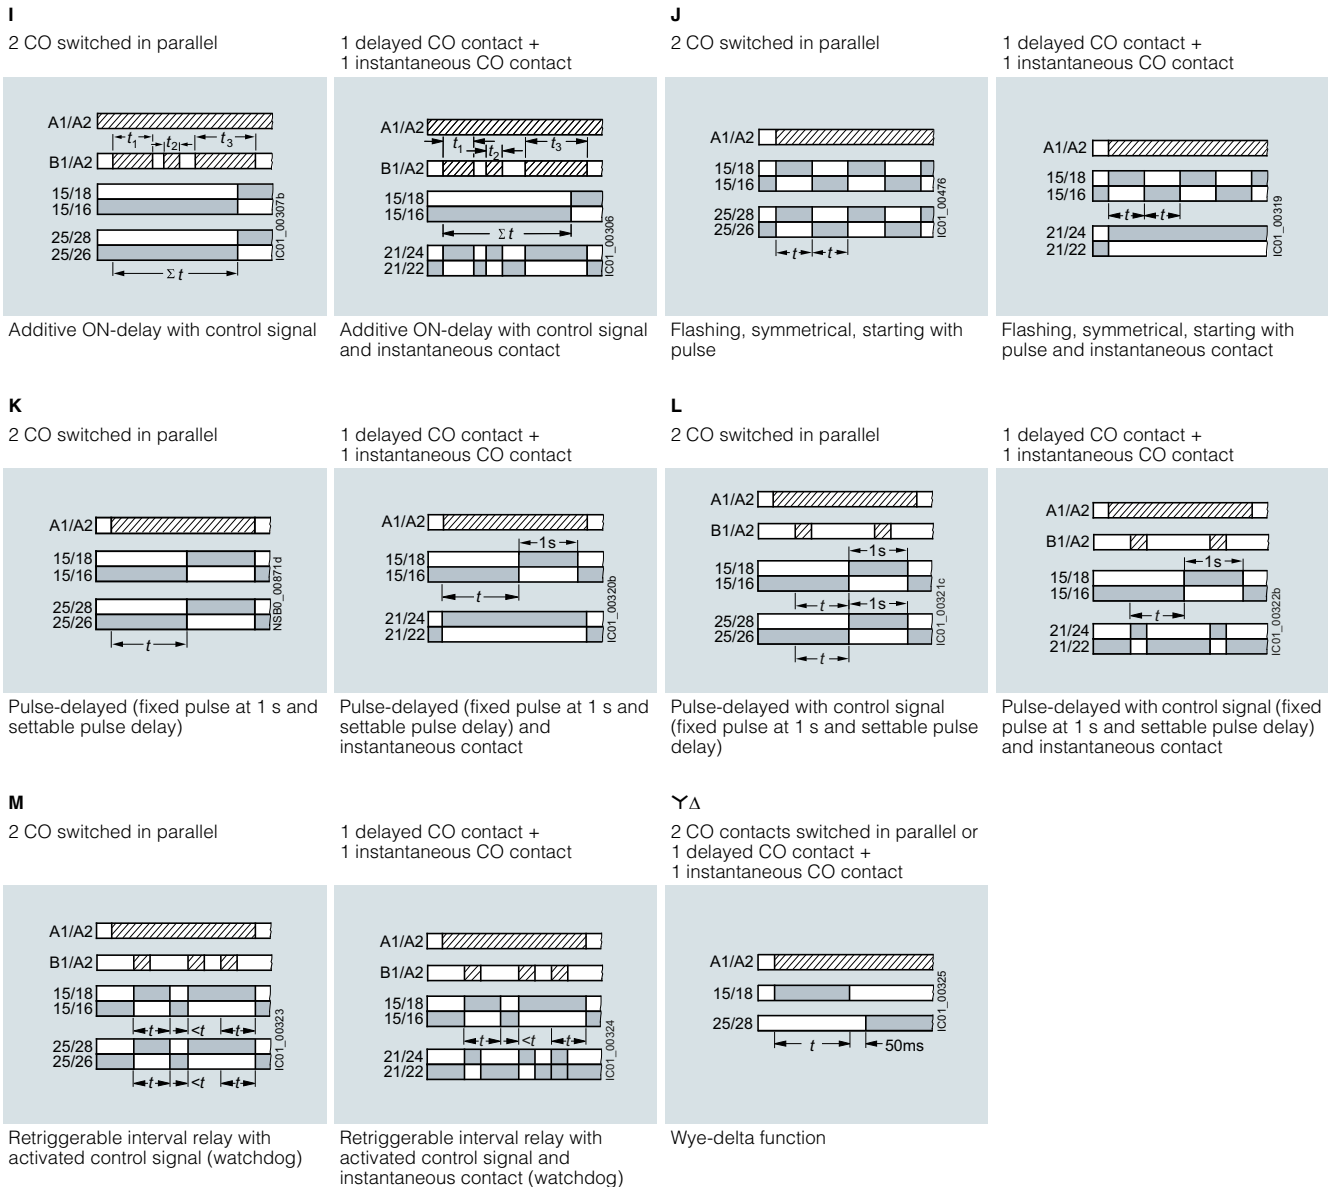 I
2 CO switched in parallel
1 delayed CO contact +
1 instantaneous CO contact
A1/A2
t1
t2
t3
B1/A2
15/18
15/16
25/28
25/26
Σ t
IC01_00307b
A1/A2
t1
t2
t3
B1/A2
15/18
15/16
Σ t
21/24
21/22
IC01_00306
Additive ON-delay with control signal
Additive ON-delay with control signal
and instantaneous contact
J
2 CO switched in parallel
1 delayed CO contact +
1 instantaneous CO contact
A1/A2
15/18
15/16
25/28
25/26
t
t
IC01_00476
A1/A2
15/18
15/16
t
t
21/24
21/22
IC01_00319
Flashing, symmetrical, starting with
pulse
Flashing, symmetrical, starting with
pulse and instantaneous contact
K
2 CO switched in parallel
1 delayed CO contact +
1 instantaneous CO contact
A1/A2
15/18
15/16
25/28
25/26
t
NSB0_00871d
A1/A2
1s
15/18
15/16
t
21/24
21/22
IC01_00320b
Pulse-delayed (fixed pulse at 1 s and
settable pulse delay)
Pulse-delayed (fixed pulse at 1 s and
settable pulse delay) and
instantaneous contact
L
2 CO switched in parallel
1 delayed CO contact +
1 instantaneous CO contact
A1/A2
B1/A2
1s
15/18
15/16
t
1s
25/28
25/26
t
IC01_00321c
A1/A2
B1/A2
1s
15/18
15/16
t
21/24
21/22
IC01_00322b
Pulse-delayed with control signal
(fixed pulse at 1 s and settable pulse
delay)
Pulse-delayed with control signal (fixed
pulse at 1 s and settable pulse delay)
and instantaneous contact
M
2 CO switched in parallel
1 delayed CO contact +
1 instantaneous CO contact
A1/A2
B1/A2
15/18
15/16
t
<t
t
25/28
25/26
t
<t
t
IC01_00323
A1/A2
B1/A2
15/18
15/16
t
<t
t
21/24
21/22
IC01_00324
Retriggerable interval relay with
activated control signal (watchdog)
Retriggerable interval relay with
activated control signal and
instantaneous contact (watchdog)
YΔ
2 CO contacts switched in parallel or
1 delayed CO contact +
1 instantaneous CO contact
A1/A2
15/18
25/28
t
50ms
IC01_00325
Wye-delta function